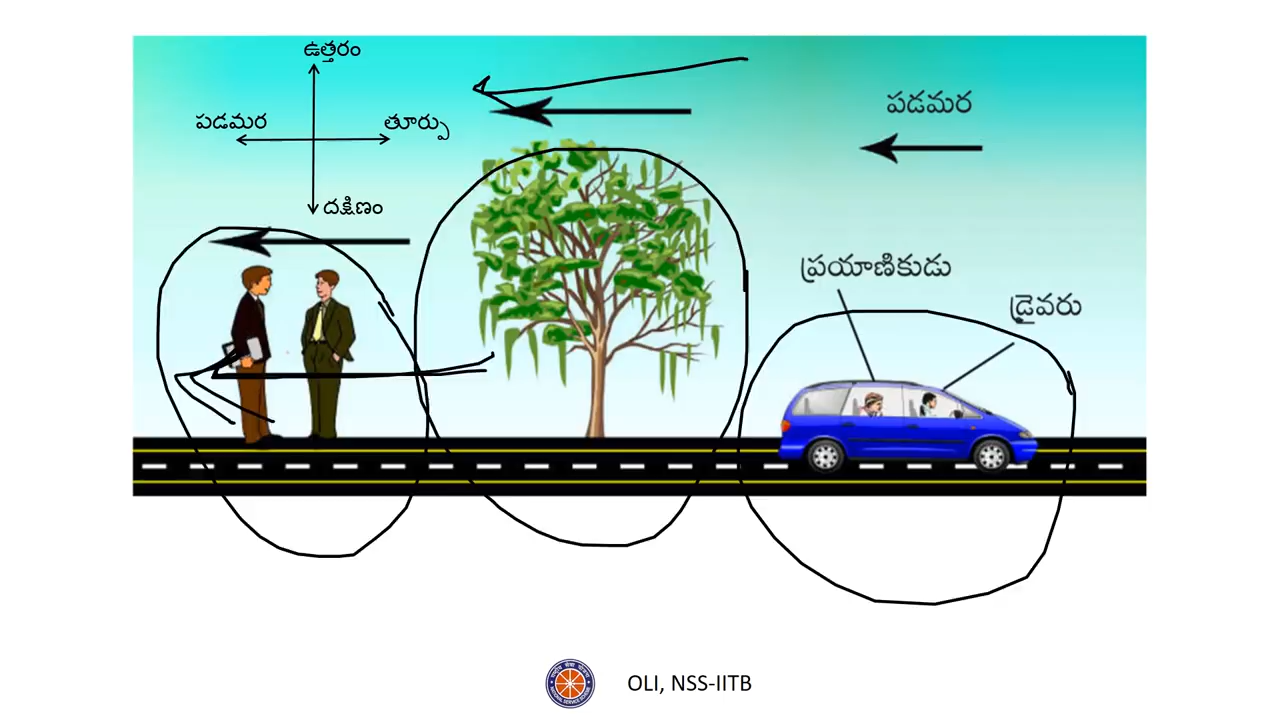 ఉత్తరం
పడమర
తూర్పు
దక్షిణం
పడమర
ప్రయాణికుడు
డ్రైవరు
OLI, NSS-IITB